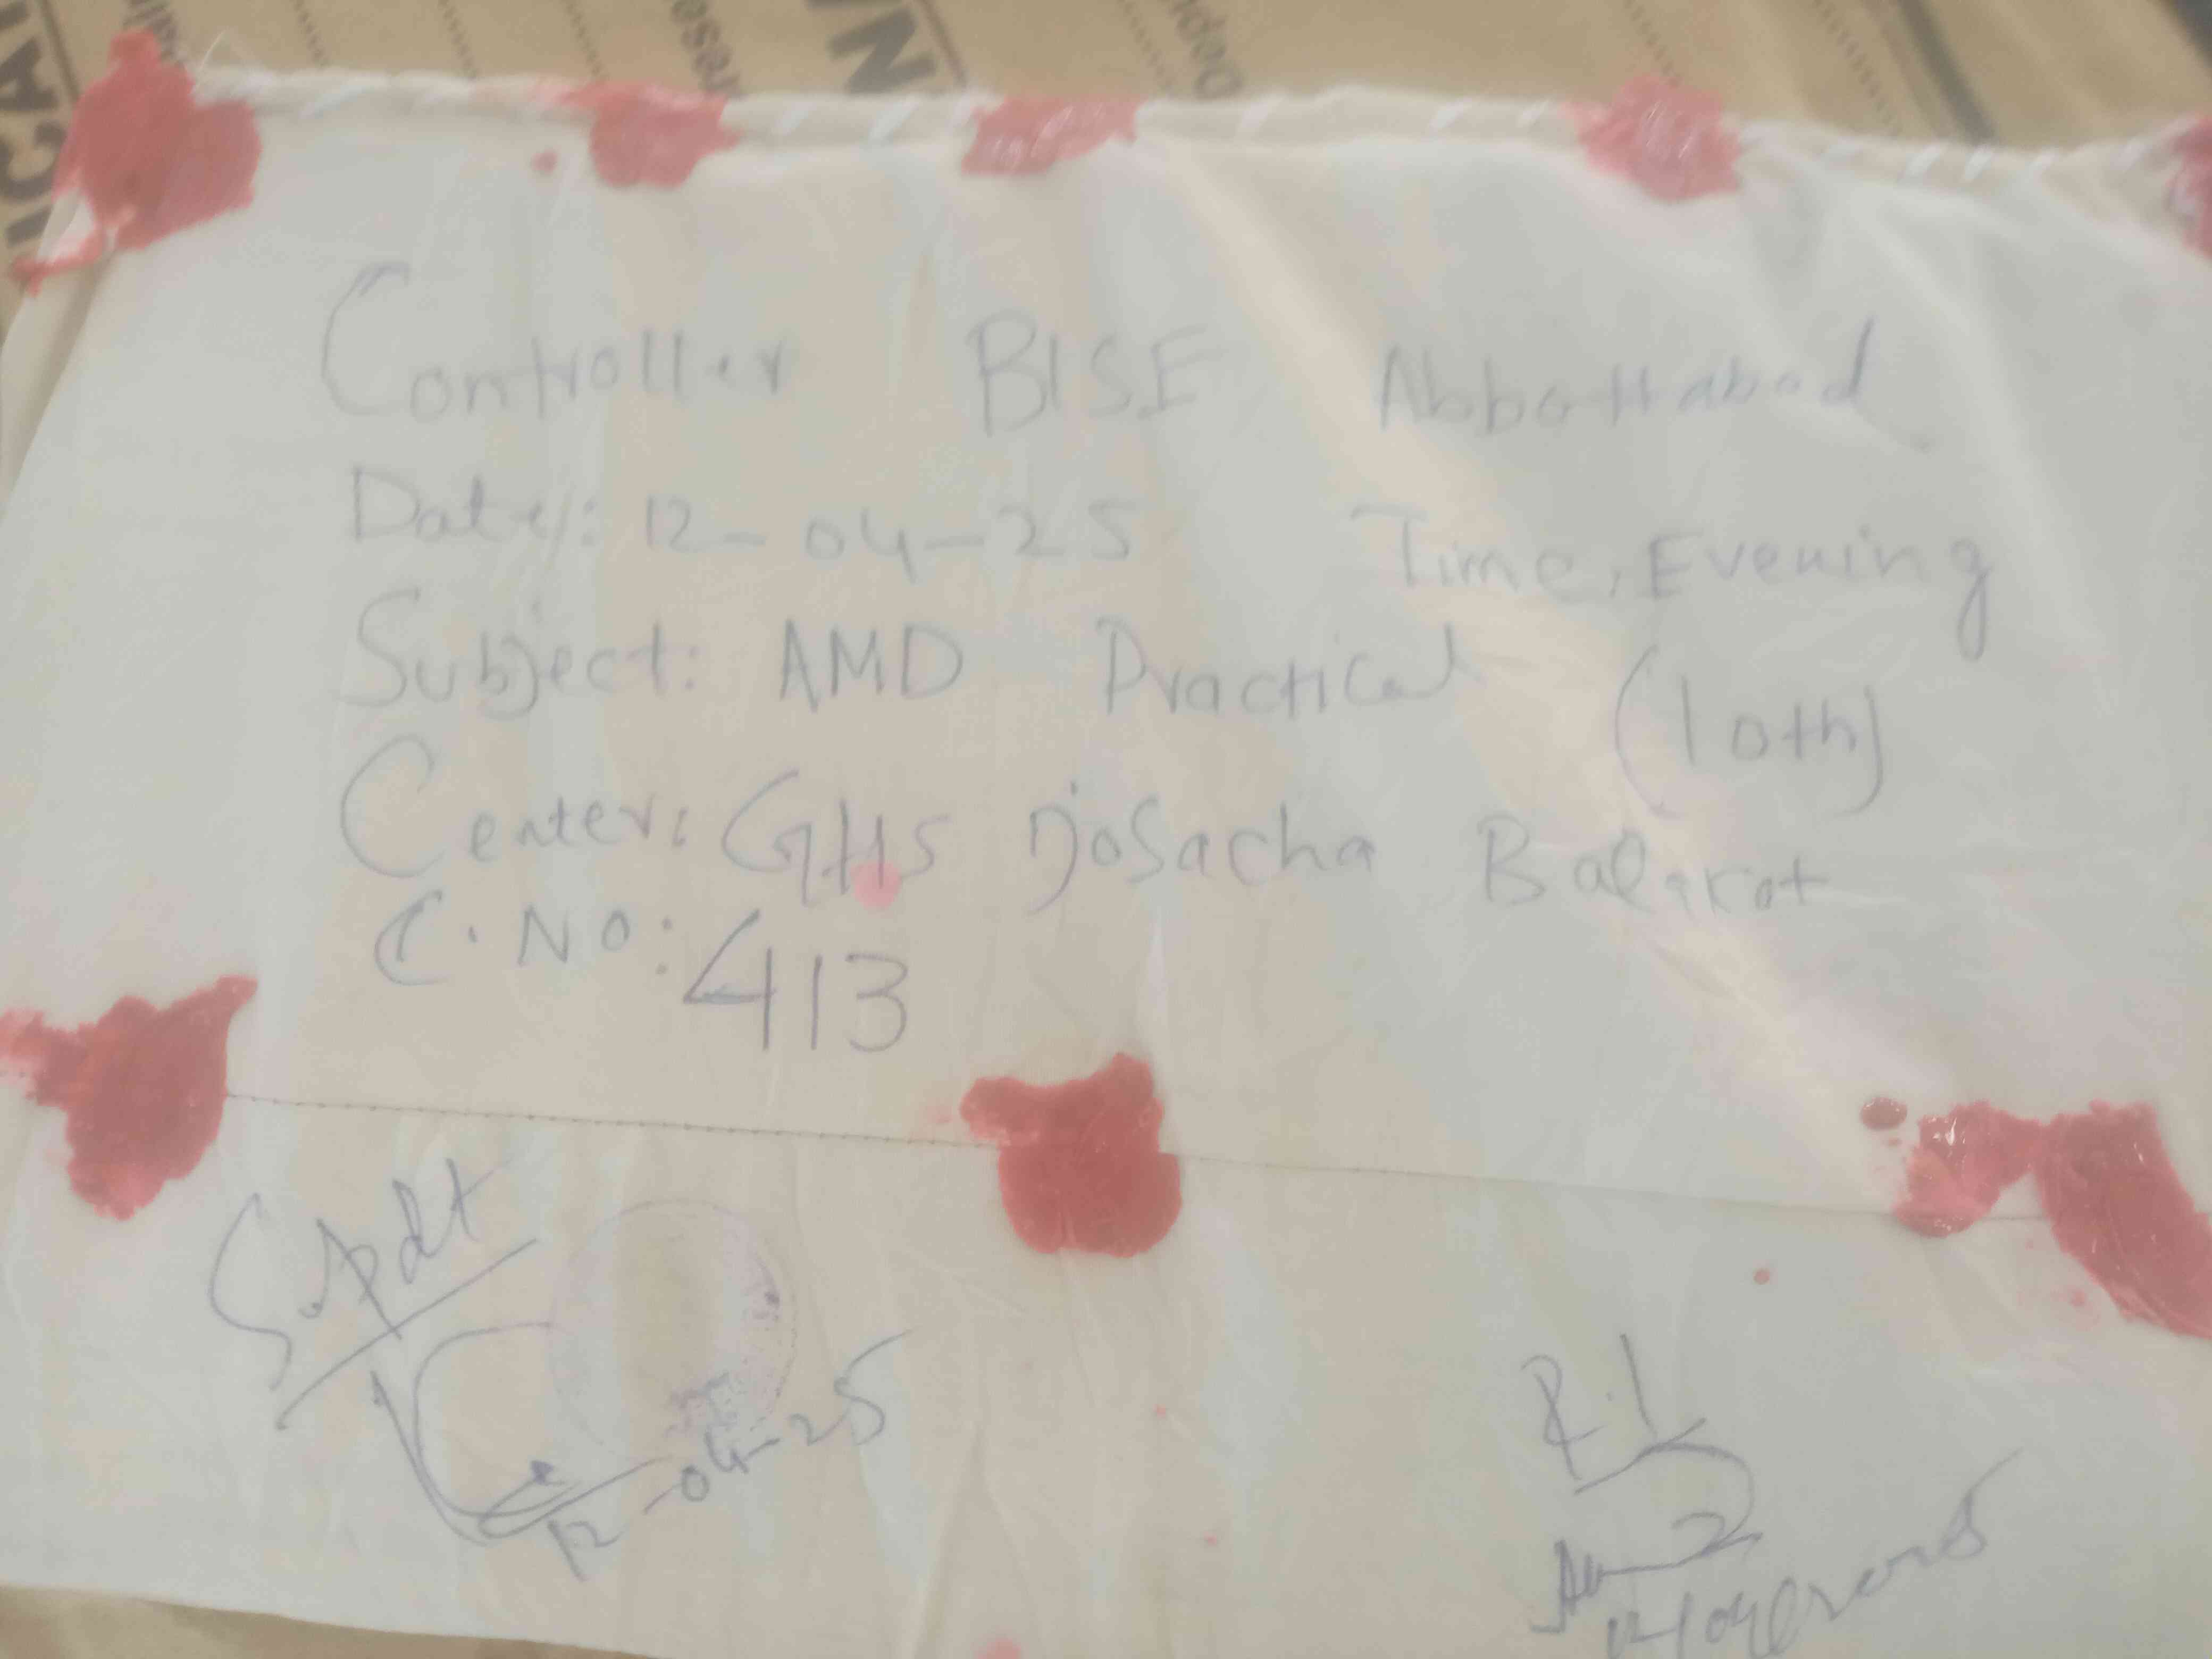 Controller BISE Abbottabad
Date: 12-04-25 Time: Evening
Subject: AMD Practical (10th)
Center: GHS DoSacha Balakot
C.No: 413
Supdt
12-04-25
R.I
12/04/2025